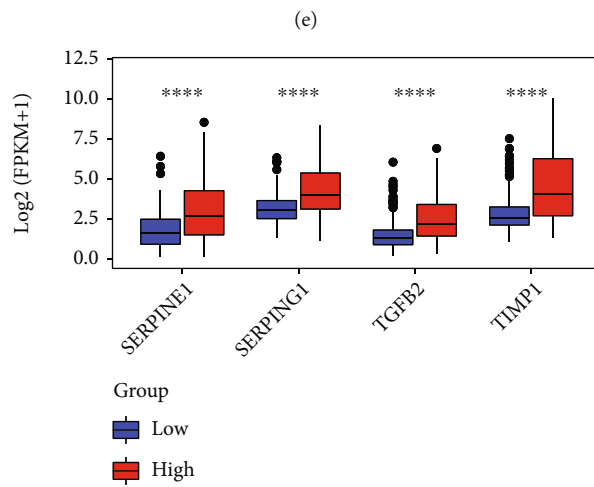 (e)
Log2 (FPKM+1)
12.5
10.0
7.5
5.0
2.5
0.0
**** **** **** ****
SERPINE1
SERPING1
TGFB2
TIMP1
Group
Low
High